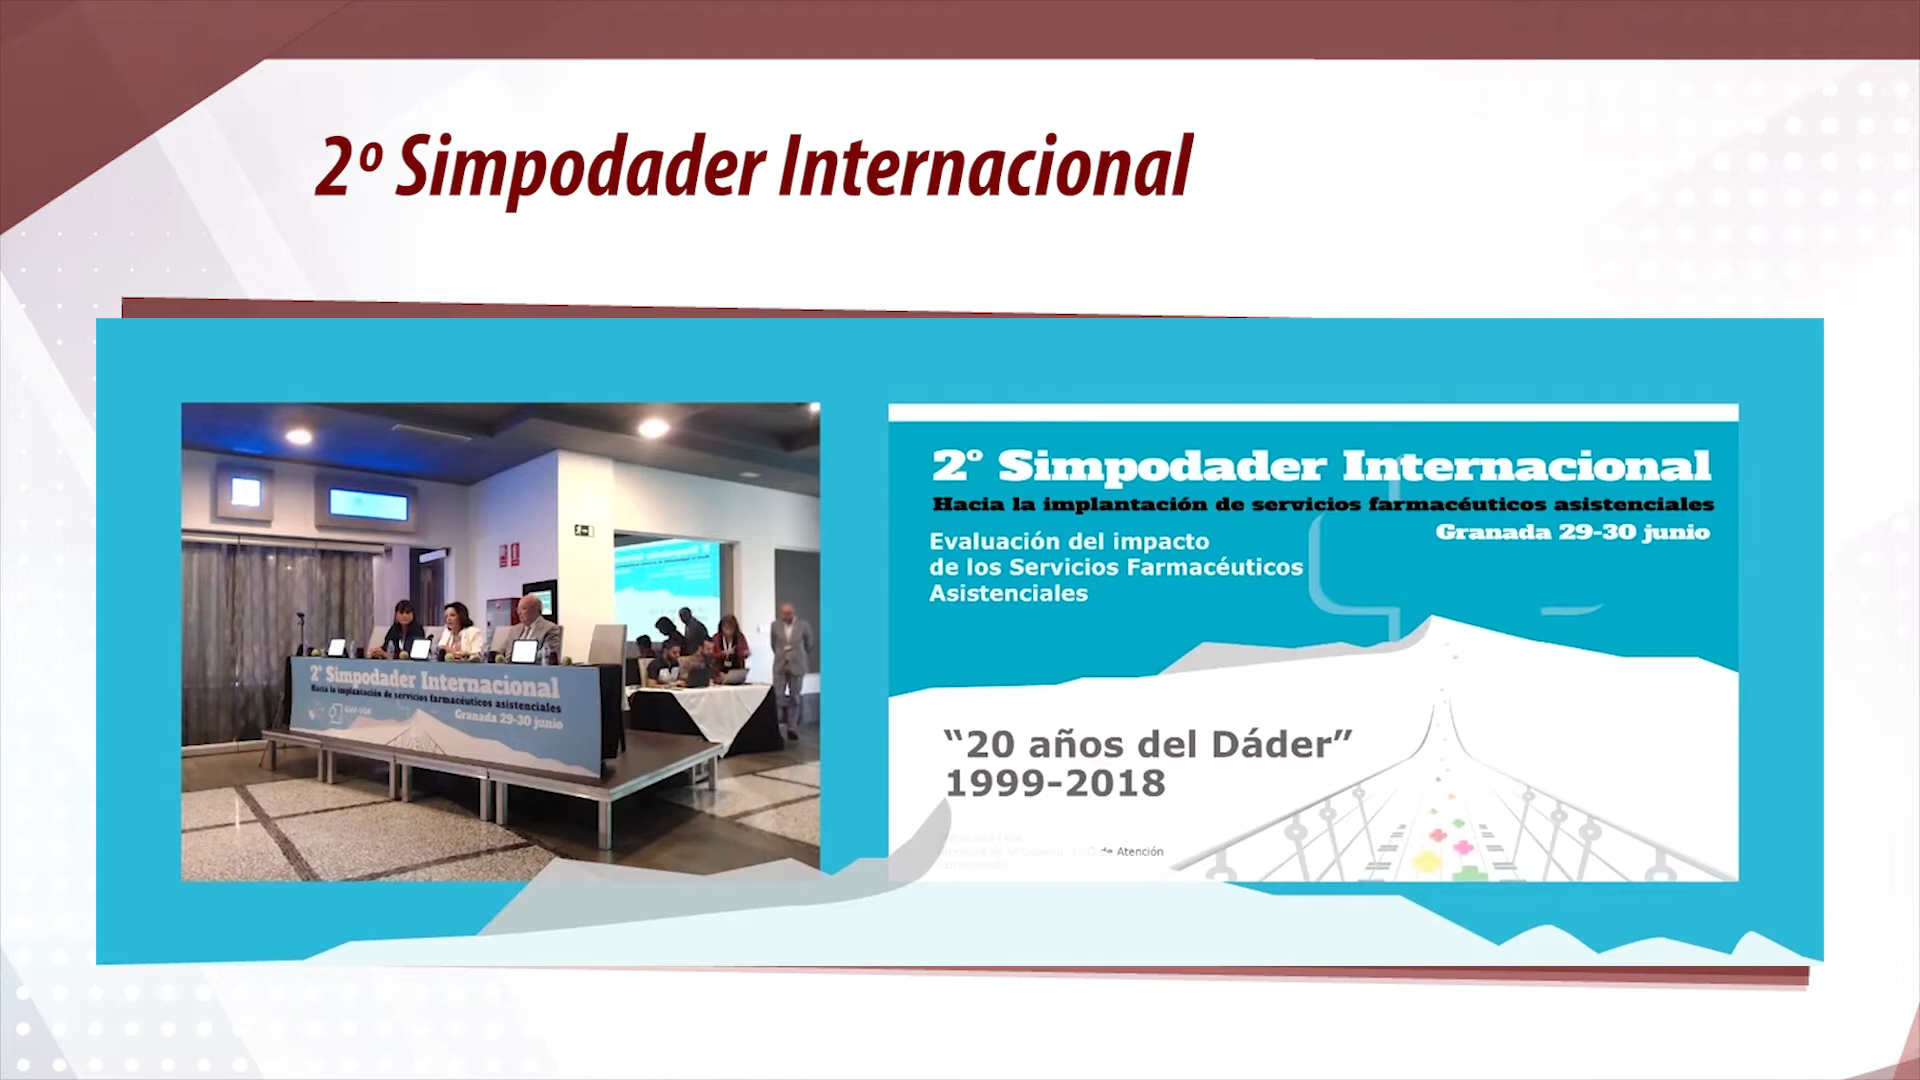 2º Simpodader Internacional
2º Simpodader Internacional
Hacia la implantación de servicios farmacéuticos asistenciales
Granada 29-30 junio
2º Simpodader Internacional
Hacia la implantación de servicios farmacéuticos asistenciales
Granada 29-30 junio
Evaluación del impacto
de los Servicios Farmacéuticos
Asistenciales
“20 años del Dáder”
1999-2018
de Atención